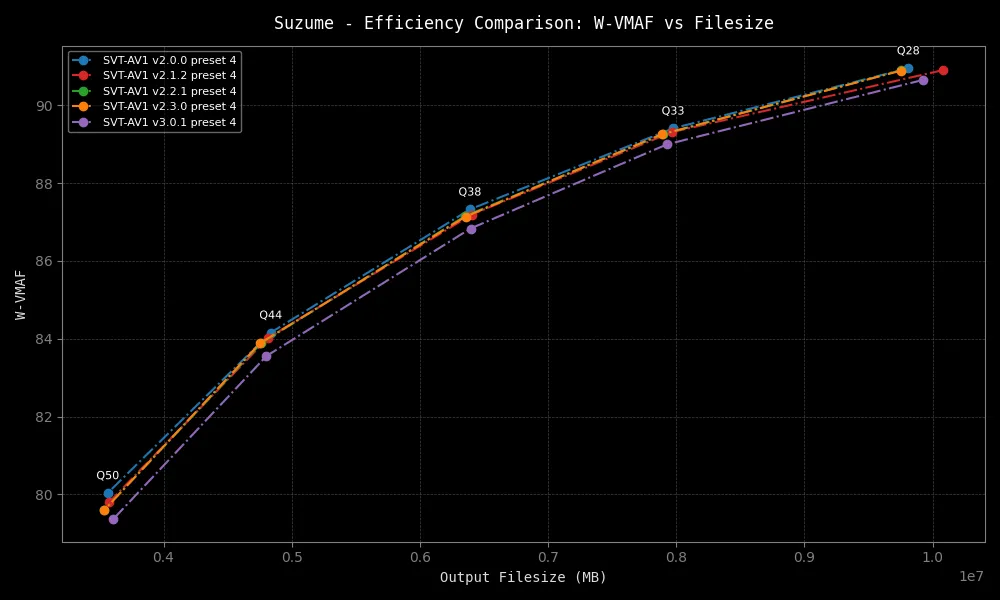 Suzume - Efficiency Comparison: W-VMAF vs Filesize
SVT-AV1 v2.0.0 preset 4
SVT-AV1 v2.1.2 preset 4
SVT-AV1 v2.2.1 preset 4
SVT-AV1 v2.3.0 preset 4
SVT-AV1 v3.0.1 preset 4
Q28
Q33
Q38
Q44
Q50
W-VMAF
90
88
86
84
82
80
0.4 0.5 0.6 0.7 0.8 0.9 1.0
1e7
Output Filesize (MB)